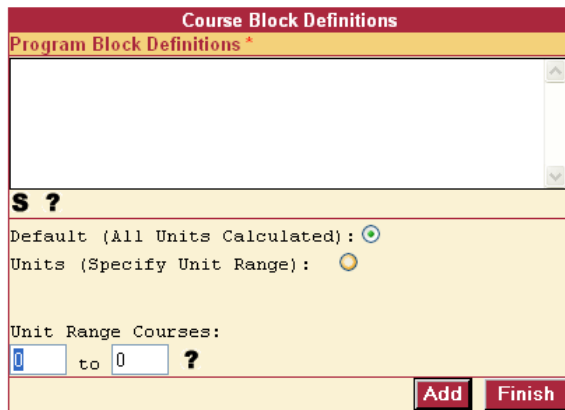 Course Block Definitions
Program Block Definitions *
S ?
Default (All Units Calculated):
Units (Specify Unit Range):
Unit Range Courses:
0 to 0 ?
Add Finish